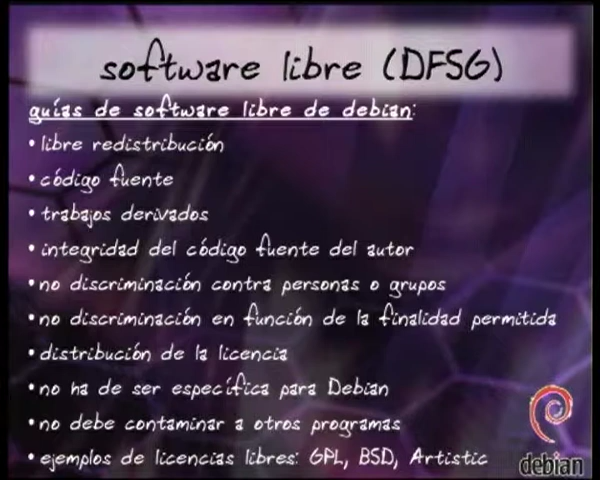 software libre (DFSG)
guías de software libre de debian:
• libre redistribución
• código fuente
• trabajos derivados
• integridad del código fuente del autor
• no discriminación contra personas o grupos
• no discriminación en función de la finalidad permitida
• distribución de la licencia
• no ha de ser específica para Debian
• no debe contaminar a otros programas
• ejemplos de licencias libres: GPL, BSD, Artistic
debian